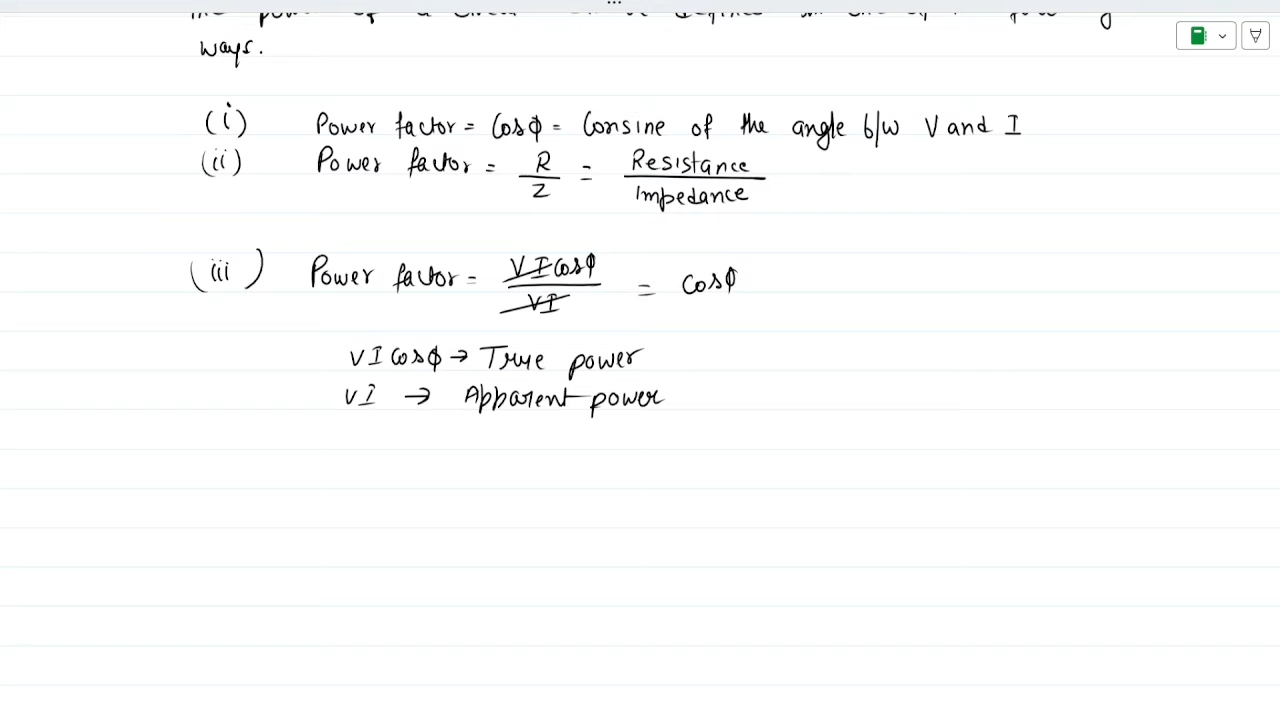 ways.
(i) Power factor = Cosϕ = Consine of the angle b/w V and I
(ii) Power factor = R/Z = Resistance/Impedance
(iii) Power factor = VICosϕ/VI = Cosϕ
VICosϕ → True power
VI → Apparent power